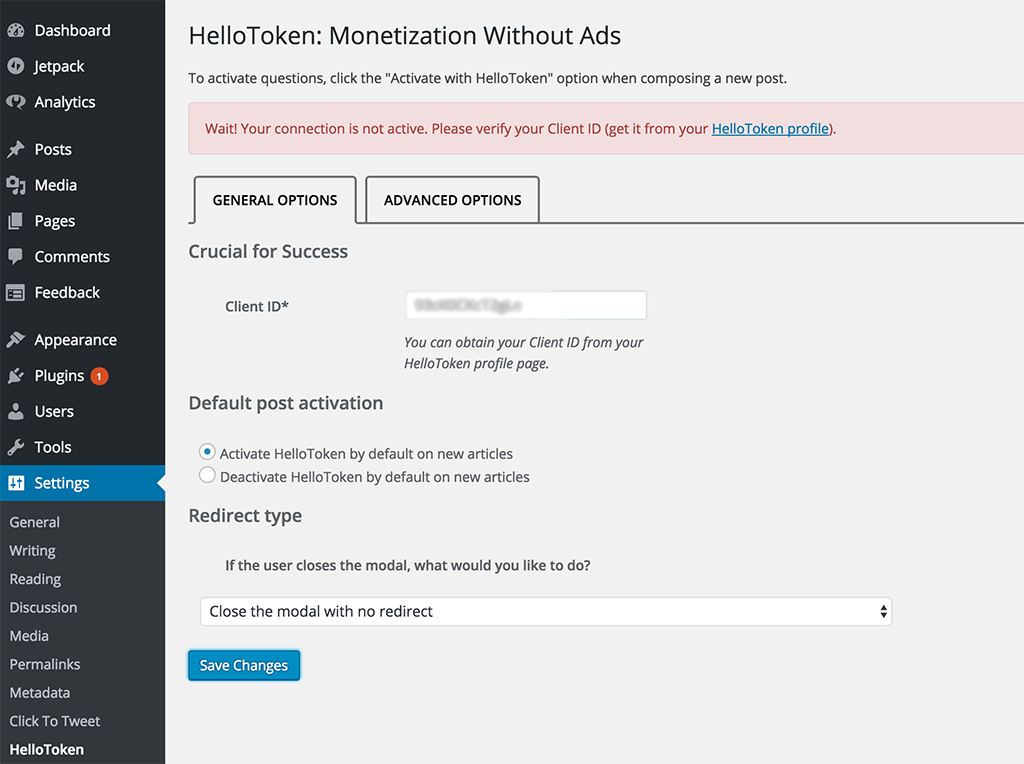 Dashboard
Jetpack
Analytics
Posts
Media
Pages
Comments
Feedback
Appearance
Plugins 1
Users
Tools
Settings
General
Writing
Reading
Discussion
Media
Permalinks
Metadata
Click To Tweet
HelloToken
HelloToken: Monetization Without Ads
To activate questions, click the "Activate with HelloToken" option when composing a new post.
Wait! Your connection is not active. Please verify your Client ID (get it from your HelloToken profile).
GENERAL OPTIONS
ADVANCED OPTIONS
Crucial for Success
Client ID*
You can obtain your Client ID from your
HelloToken profile page.
Default post activation
Activate HelloToken by default on new articles
Deactivate HelloToken by default on new articles
Redirect type
If the user closes the modal, what would you like to do?
Close the modal with no redirect
Save Changes